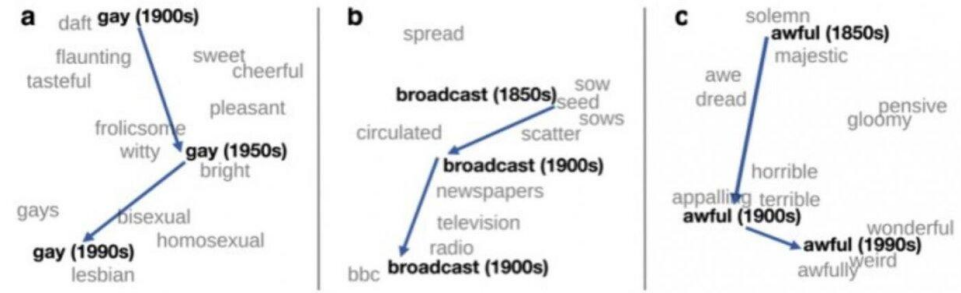 a
daft gay (1900s)
flaunting
sweet
tasteful
cheerful
pleasant
frolicsome
witty
gay (1950s)
bright
gays
bisexual
homosexual
gay (1990s)
lesbian
b
spread
broadcast (1850s)
sow
seed
sows
circulated
scatter
broadcast (1900s)
newspapers
television
radio
bbc broadcast (1900s)
c
solemn
awful (1850s)
majestic
awe
dread
pensive
gloomy
horrible
appalling terrible
awful (1900s)
wonderful
awful (1990s)
weird
awfully